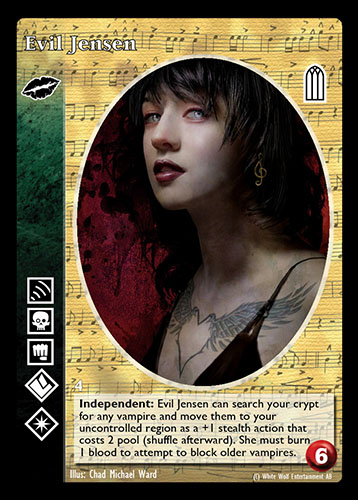 Evil Jensen
4
Independent: Evil Jensen can search your crypt
for any vampire and move them to your
uncontrolled region as a +1 stealth action that
costs 2 pool (shuffle afterward). She must burn
1 blood to attempt to block older vampires.
6
Illus: Chad Michael Ward
(C) White Wolf Entertainment AB